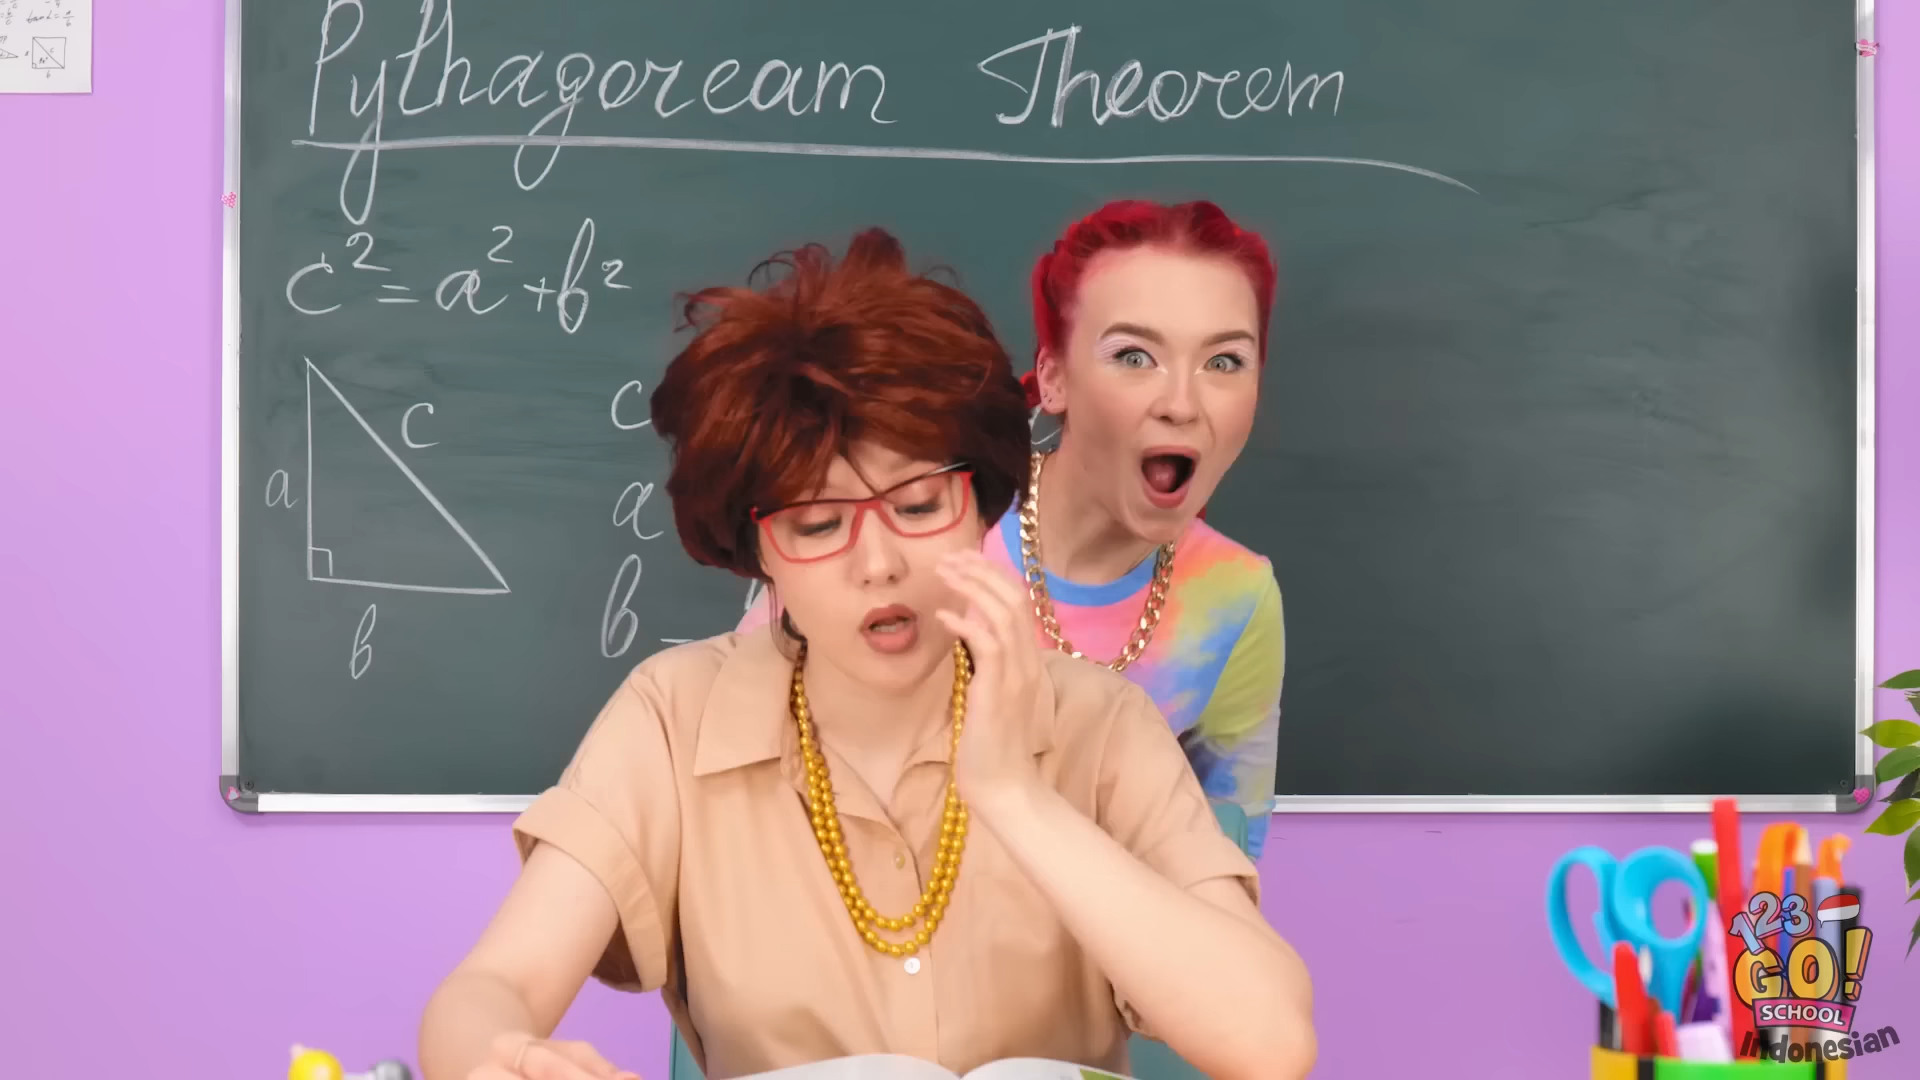 Pythagoream Theorem
c² = a² + b²
c
a
b
c
a
b -
123
GO!
SCHOOL
Indonesian